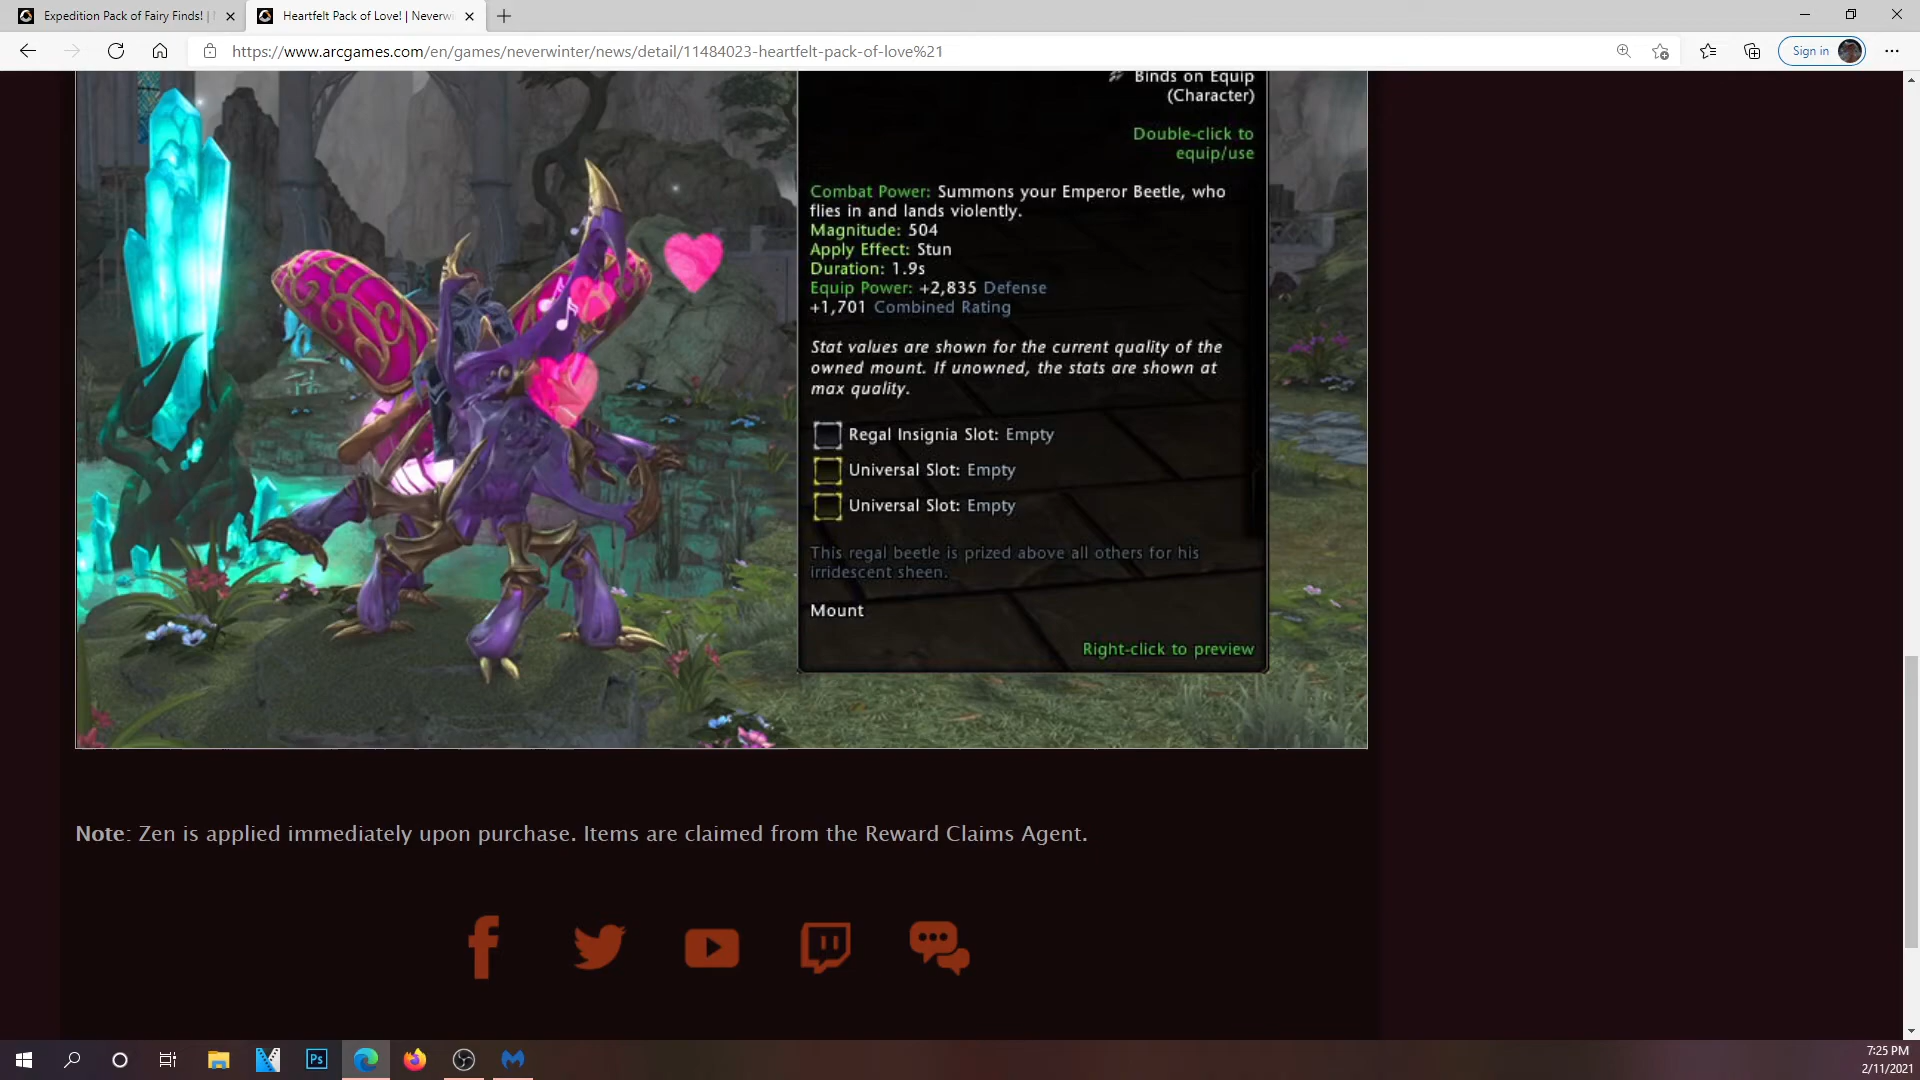 Expedition Pack of Fairy Finds! |
Heartfelt Pack of Love! | Neverwi
https://www.arcgames.com/en/games/neverwinter/news/detail/11484023-heartfelt-pack-of-love%21
Sign in
Binds on Equip
(Character)
Double-click to
equip/use
Combat Power: Summons your Emperor Beetle, who
flies in and lands violently.
Magnitude: 504
Apply Effect: Stun
Duration: 1.9s
Equip Power: +2,835 Defense
+1,701 Combined Rating
Stat values are shown for the current quality of the
owned mount. If unowned, the stats are shown at
max quality.
Regal Insignia Slot: Empty
Universal Slot: Empty
Universal Slot: Empty
This regal beetle is prized above all others for his
irridescent sheen.
Mount
Right-click to preview
Note: Zen is applied immediately upon purchase. Items are claimed from the Reward Claims Agent.
Ps
7:25 PM
2/11/2021